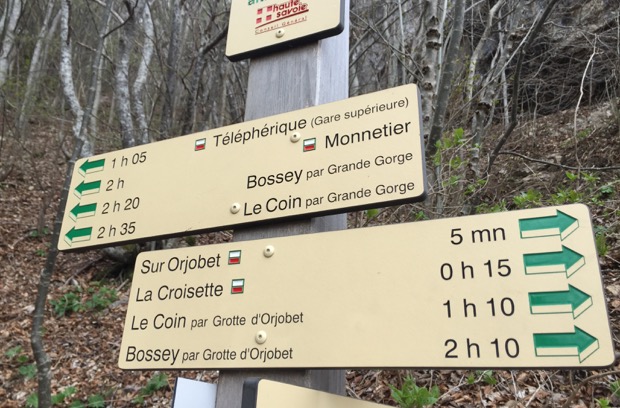 haute
savoie
Conseil Général
1 h 05 Téléphérique (Gare supérieure)
2 h Monnetier
2 h 20 Bossey par Grande Gorge
2 h 35 Le Coin par Grande Gorge
Sur Orjobet 5 mn
La Croisette 0 h 15
Le Coin par Grotte d'Orjobet 1 h 10
Bossey par Grotte d'Orjobet 2 h 10